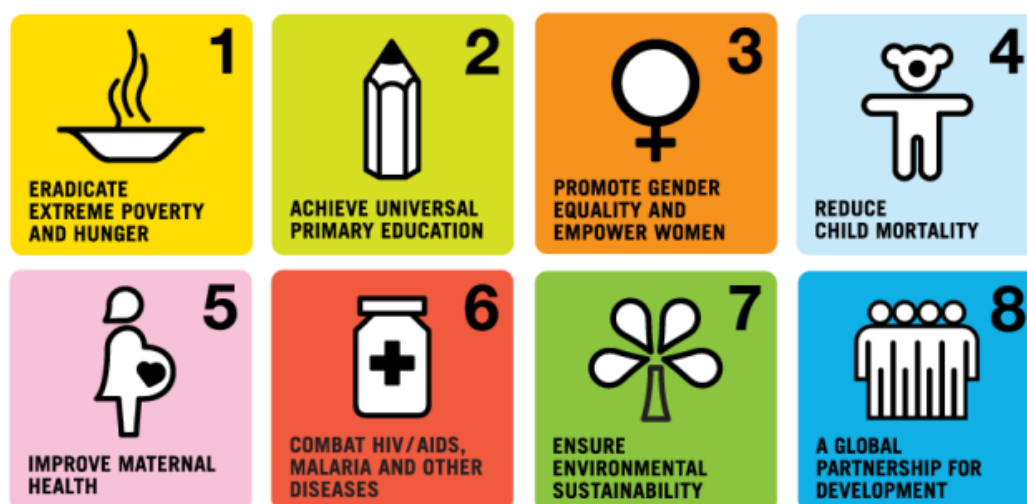 1
ERADICATE
EXTREME POVERTY
AND HUNGER
2
ACHIEVE UNIVERSAL
PRIMARY EDUCATION
3
PROMOTE GENDER
EQUALITY AND
EMPOWER WOMEN
4
REDUCE
CHILD MORTALITY
5
IMPROVE MATERNAL
HEALTH
6
COMBAT HIV/AIDS,
MALARIA AND OTHER
DISEASES
7
ENSURE
ENVIRONMENTAL
SUSTAINABILITY
8
A GLOBAL
PARTNERSHIP FOR
DEVELOPMENT